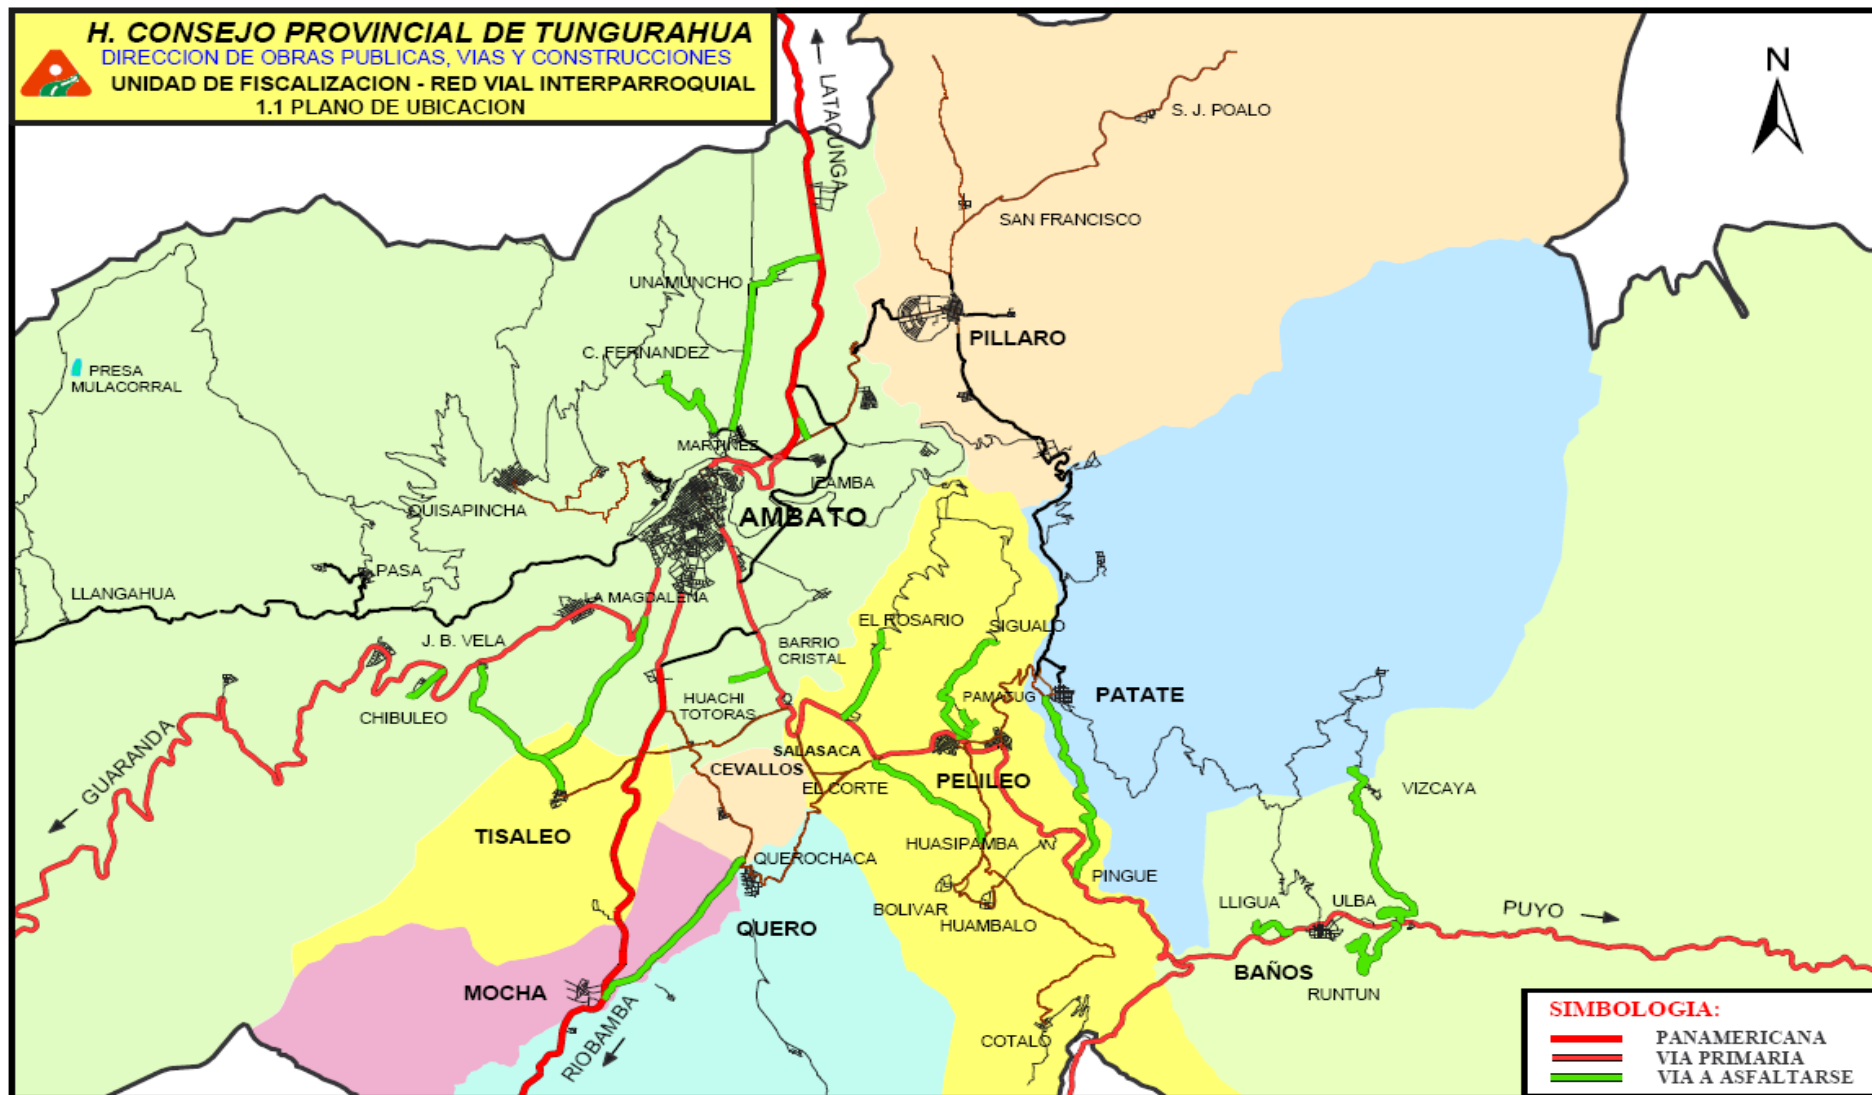 H. CONSEJO PROVINCIAL DE TUNGURAHUA
DIRECCION DE OBRAS PUBLICAS, VIAS Y CONSTRUCCIONES
UNIDAD DE FISCALIZACION - RED VIAL INTERPARROQUIAL
1.1 PLANO DE UBICACION
N
LATACUNGA
S. J. POALO
SAN FRANCISCO
UNAMUNCHO
PILLARO
C. FERNANDEZ
PRESA
MULACORRAL
MARTINEZ
IZAMBA
QUISAPINCHA
AMBATO
PASA
LLANGAHUA
LA MAGDALENA
EL ROSARIO
SIGUALO
J. B. VELA
BARRIO
CRISTAL
CHIBULEO
HUACHI
TOTORAS
PAMATUG
PATATE
GUARANDA
SALASACA
CEVALLOS
EL CORTE
PELILEO
VIZCAYA
TISALEO
HUASIPAMBA
QUEROCHACA
PINGUE
BOLIVAR
HUAMBALO
LLIGUA
ULBA
PUYO
QUERO
BAÑOS
RUNTUN
MOCHA
RIOBAMBA
COTALO
SIMBOLOGIA:
PANAMERICANA
VIA PRIMARIA
VIA A ASFALTARSE